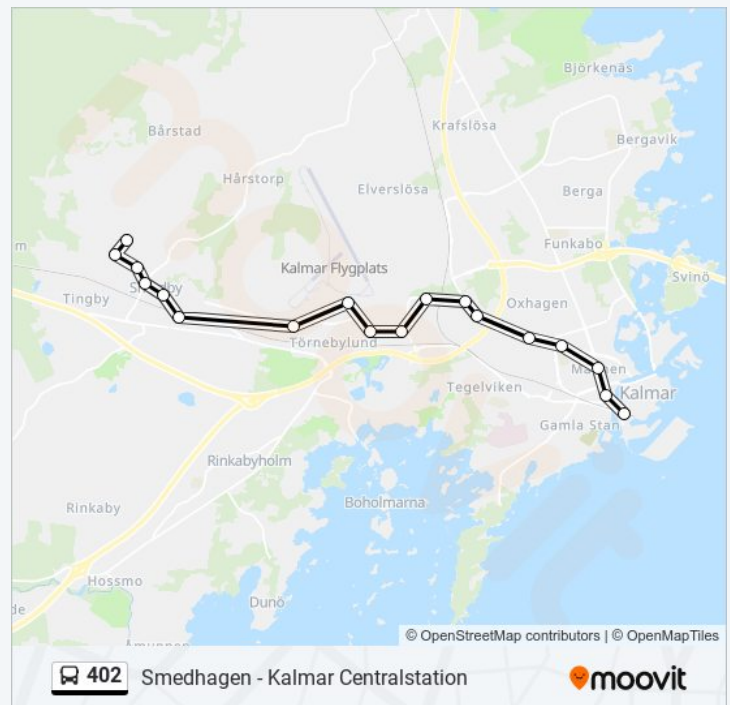 Björkenäs
Krafslösa
Bårstad
Bergavik
Hårstorp
Elverslösa
Berga
m
Funkabo
Kalmar Flygplats
Svinö
Tingby
Oxhagen
Törnebylund
Tegelviken
Kalmar
Gamla Stan
Rinkabyholm
Boholmarna
Rinkaby
Hossmo
Dunö
de
© OpenStreetMap contributors | © OpenMapTiles
402 Smedhagen - Kalmar Centralstation
moovit